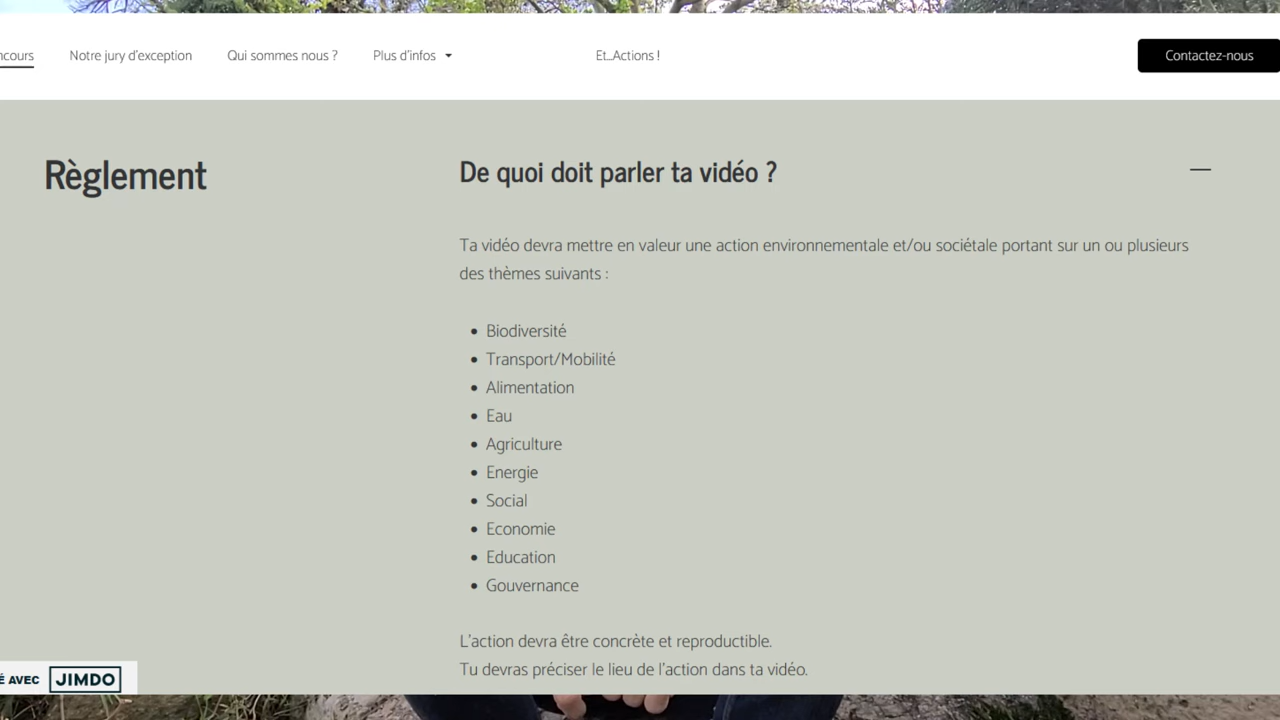 ncours
Notre jury d'exception
Qui sommes nous ?
Plus d'infos
Et...Actions !
Contactez-nous
Règlement
De quoi doit parler ta vidéo ?
Ta vidéo devra mettre en valeur une action environnementale et/ou sociétale portant sur un ou plusieurs
des thèmes suivants :
• Biodiversité
• Transport/Mobilité
• Alimentation
• Eau
• Agriculture
• Energie
• Social
• Economie
• Education
• Gouvernance
L'action devra être concrète et reproductible.
Tu devras préciser le lieu de l'action dans ta vidéo.
É AVEC JIMDO